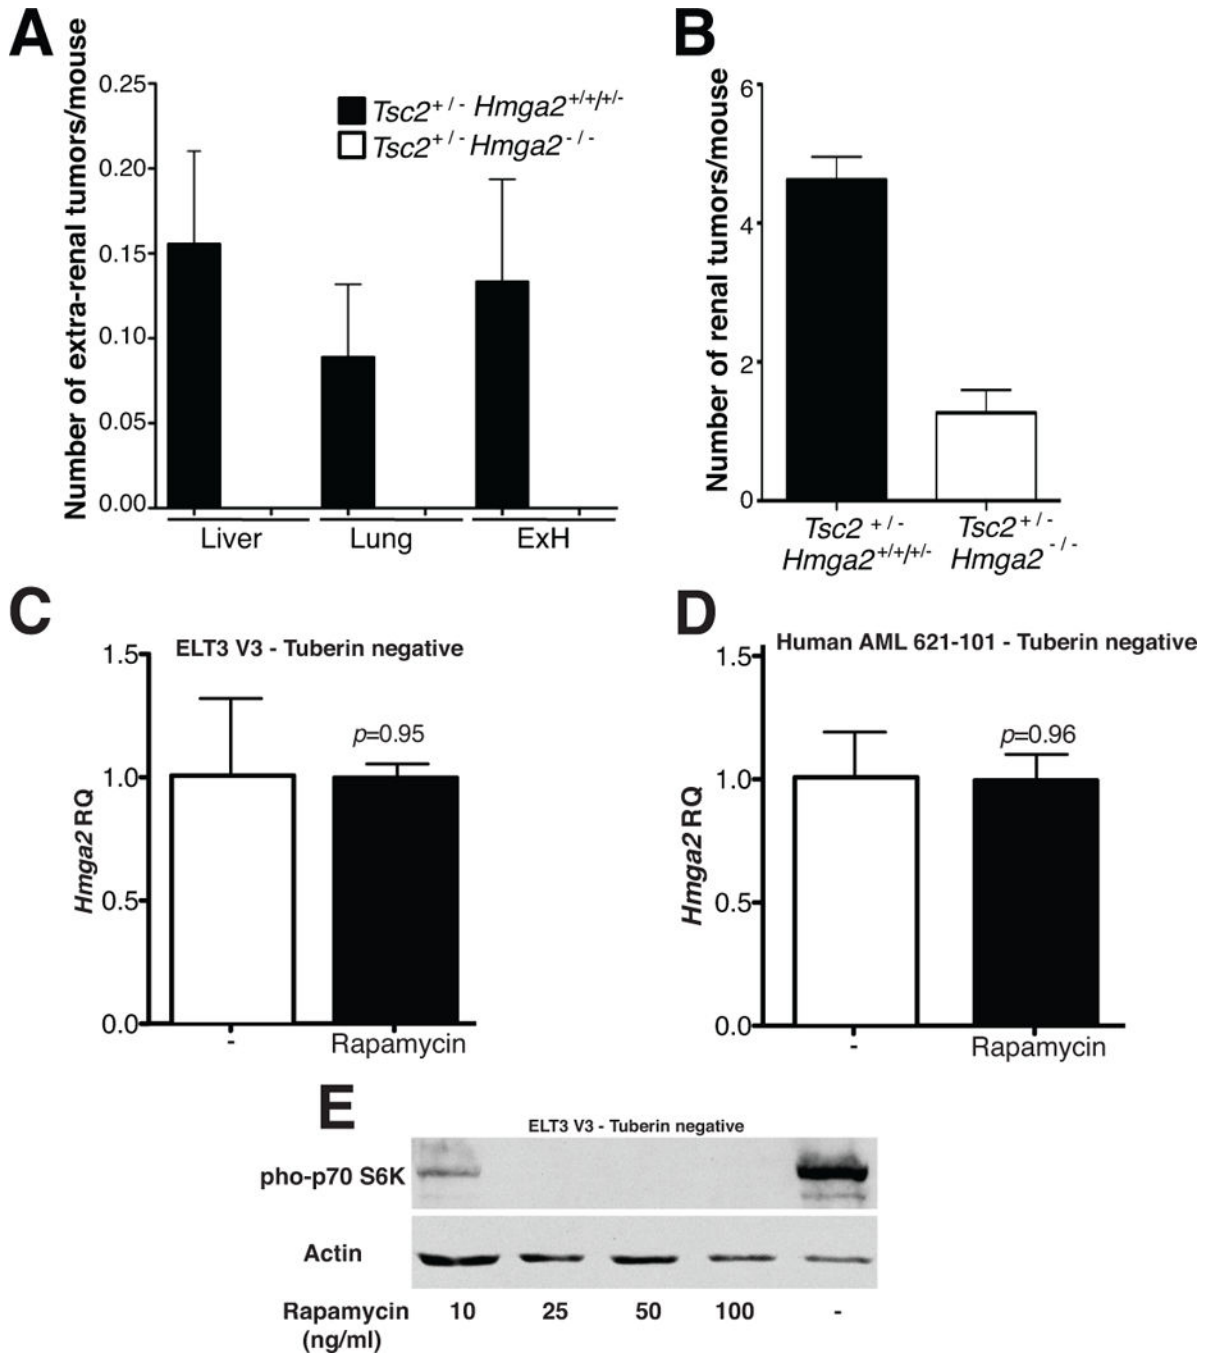 A
Number of extra-renal tumors/mouse
0.25
0.20
0.15
0.10
0.05
0.00
Tsc2+/- Hmga2+/+/+/-
Tsc2+/- Hmga2-/-
Liver
Lung
ExH
B
Number of renal tumors/mouse
6
4
2
0
Tsc2 +/-
Hmga2+/+/+/-
Tsc2+/-
Hmga2-/-
C
ELT3 V3 - Tuberin negative
Hmga2 RQ
1.5
1.0
0.5
0.0
p=0.95
-
Rapamycin
D
Human AML 621-101 - Tuberin negative
Hmga2 RQ
1.5
1.0
0.5
0.0
p=0.96
-
Rapamycin
E
ELT3 V3 - Tuberin negative
pho-p70 S6K
Actin
Rapamycin 10 25 50 100 -
(ng/ml)